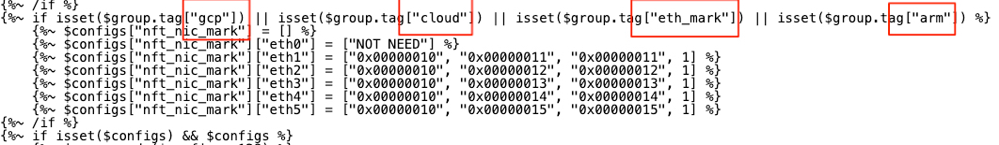 {%~ /if %}
{%~ if isset($group.tag["gcp"]) || isset($group.tag["cloud"]) || isset($group.tag["eth_mark"]) || isset($group.tag["arm"]) %}
{%~ $configs["nft_nic_mark"] = [] %}
{%~ $configs["nft_nic_mark"]["eth0"] = ["NOT NEED"] %}
{%~ $configs["nft_nic_mark"]["eth1"] = ["0x00000010", "0x00000011", "0x00000011", 1] %}
{%~ $configs["nft_nic_mark"]["eth2"] = ["0x00000010", "0x00000012", "0x00000012", 1] %}
{%~ $configs["nft_nic_mark"]["eth3"] = ["0x00000010", "0x00000013", "0x00000013", 1] %}
{%~ $configs["nft_nic_mark"]["eth4"] = ["0x00000010", "0x00000014", "0x00000014", 1] %}
{%~ $configs["nft_nic_mark"]["eth5"] = ["0x00000010", "0x00000015", "0x00000015", 1] %}
{%~ /if %}
{%~ if isset($configs) && $configs %}